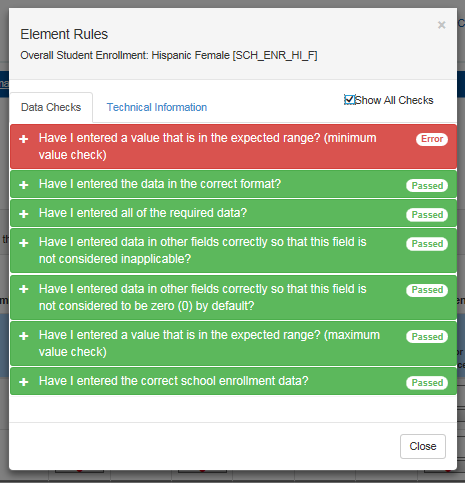 Element Rules
×
Overall Student Enrollment: Hispanic Female [SCH_ENR_HI_F]
Data Checks
Technical Information
Show All Checks
+ Have I entered a value that is in the expected range? (minimum
value check)
Error
+ Have I entered the data in the correct format?
Passed
+ Have I entered all of the required data?
Passed
+ Have I entered data in other fields correctly so that this field is
not considered inapplicable?
Passed
+ Have I entered data in other fields correctly so that this field is
not considered to be zero (0) by default?
Passed
+ Have I entered a value that is in the expected range? (maximum
value check)
Passed
+ Have I entered the correct school enrollment data?
Passed
Close